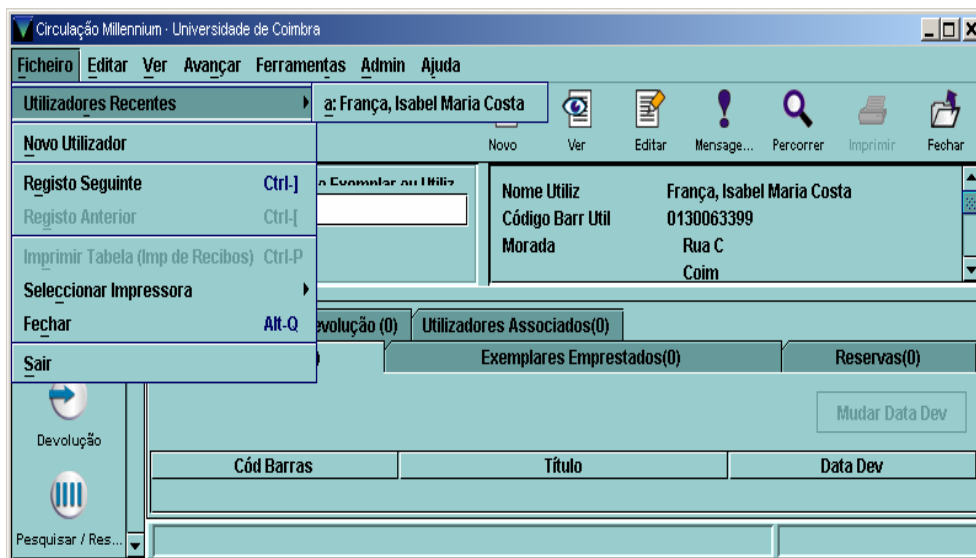 Circulação Millennium · Universidade de Coimbra
Ficheiro Editar Ver Avançar Ferramentas Admin Ajuda
Utilizadores Recentes
a: França, Isabel Maria Costa
Novo Utilizador
Registo Seguinte Ctrl-]
Registo Anterior Ctrl-[
Imprimir Tabela (Imp de Recibos) Ctrl-P
Seleccionar Impressora
Fechar Alt-Q
Sair
Novo Ver Editar Mensage... Percorrer Imprimir Fechar
Exemplar ou Utiliz
Nome Utiliz França, Isabel Maria Costa
Código Barr Util 0130063399
Morada Rua C
Coim
evolução (0) Utilizadores Associados(0)
Exemplares Emprestados(0) Reservas(0)
Mudar Data Dev
Devolução
Cód Barras Título Data Dev
Pesquisar / Res...